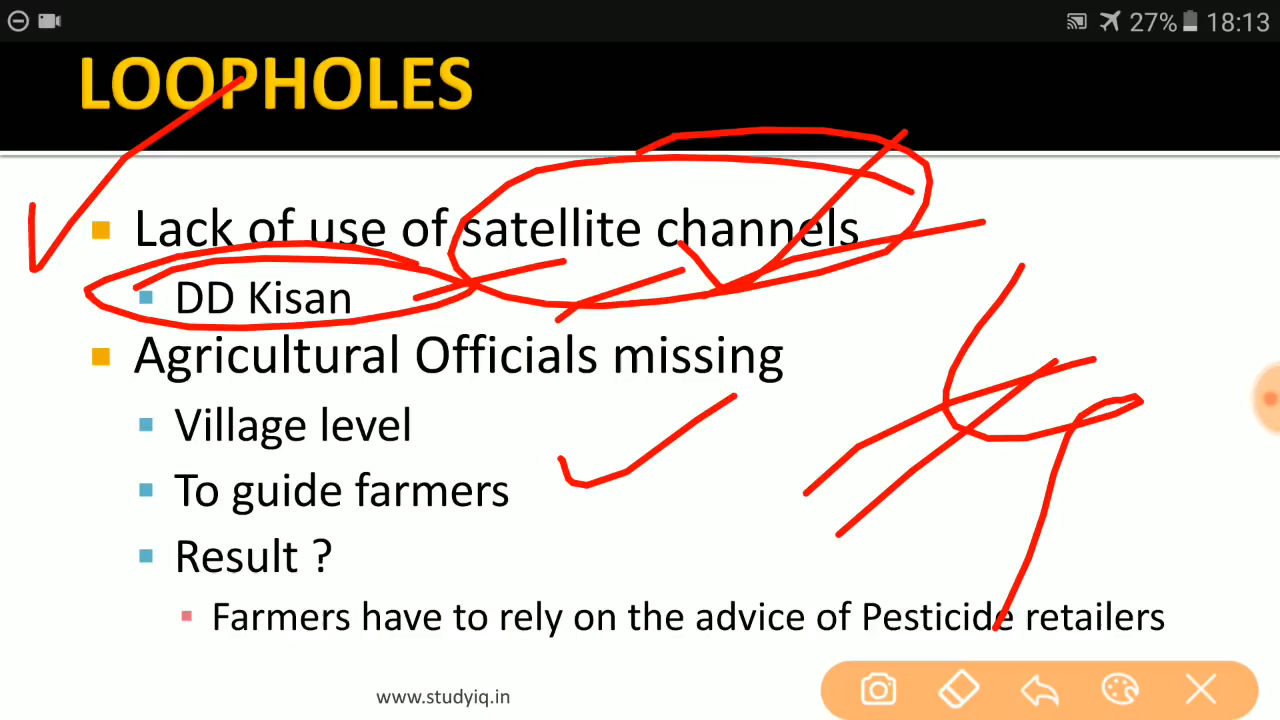 27% 18:13
LOOPHOLES
Lack of use of satellite channels
DD Kisan
Agricultural Officials missing
Village level
To guide farmers
Result ?
Farmers have to rely on the advice of Pesticide retailers
www.studyiq.in